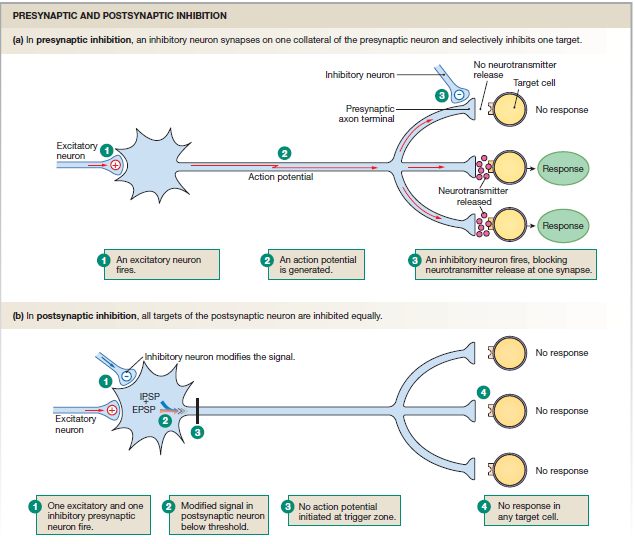 PRESYNAPTIC AND POSTSYNAPTIC INHIBITION
(a) In presynaptic inhibition, an inhibitory neuron synapses on one collateral of the presynaptic neuron and selectively inhibits one target.
Inhibitory neuron
No neurotransmitter
release
Target cell
3
−
Presynaptic
axon terminal
No response
Excitatory
neuron
1
+
2
Action potential
Response
Neurotransmitter
released
Response
1 An excitatory neuron
fires.
2 An action potential
is generated.
3 An inhibitory neuron fires, blocking
neurotransmitter release at one synapse.
(b) In postsynaptic inhibition, all targets of the postsynaptic neuron are inhibited equally.
Inhibitory neuron modifies the signal.
No response
1
−
IPSP
+
EPSP
2
3
+
Excitatory
neuron
4
No response
No response
1 One excitatory and one
inhibitory presynaptic
neuron fire.
2 Modified signal in
postsynaptic neuron
below threshold.
3 No action potential
initiated at trigger zone.
4 No response in
any target cell.